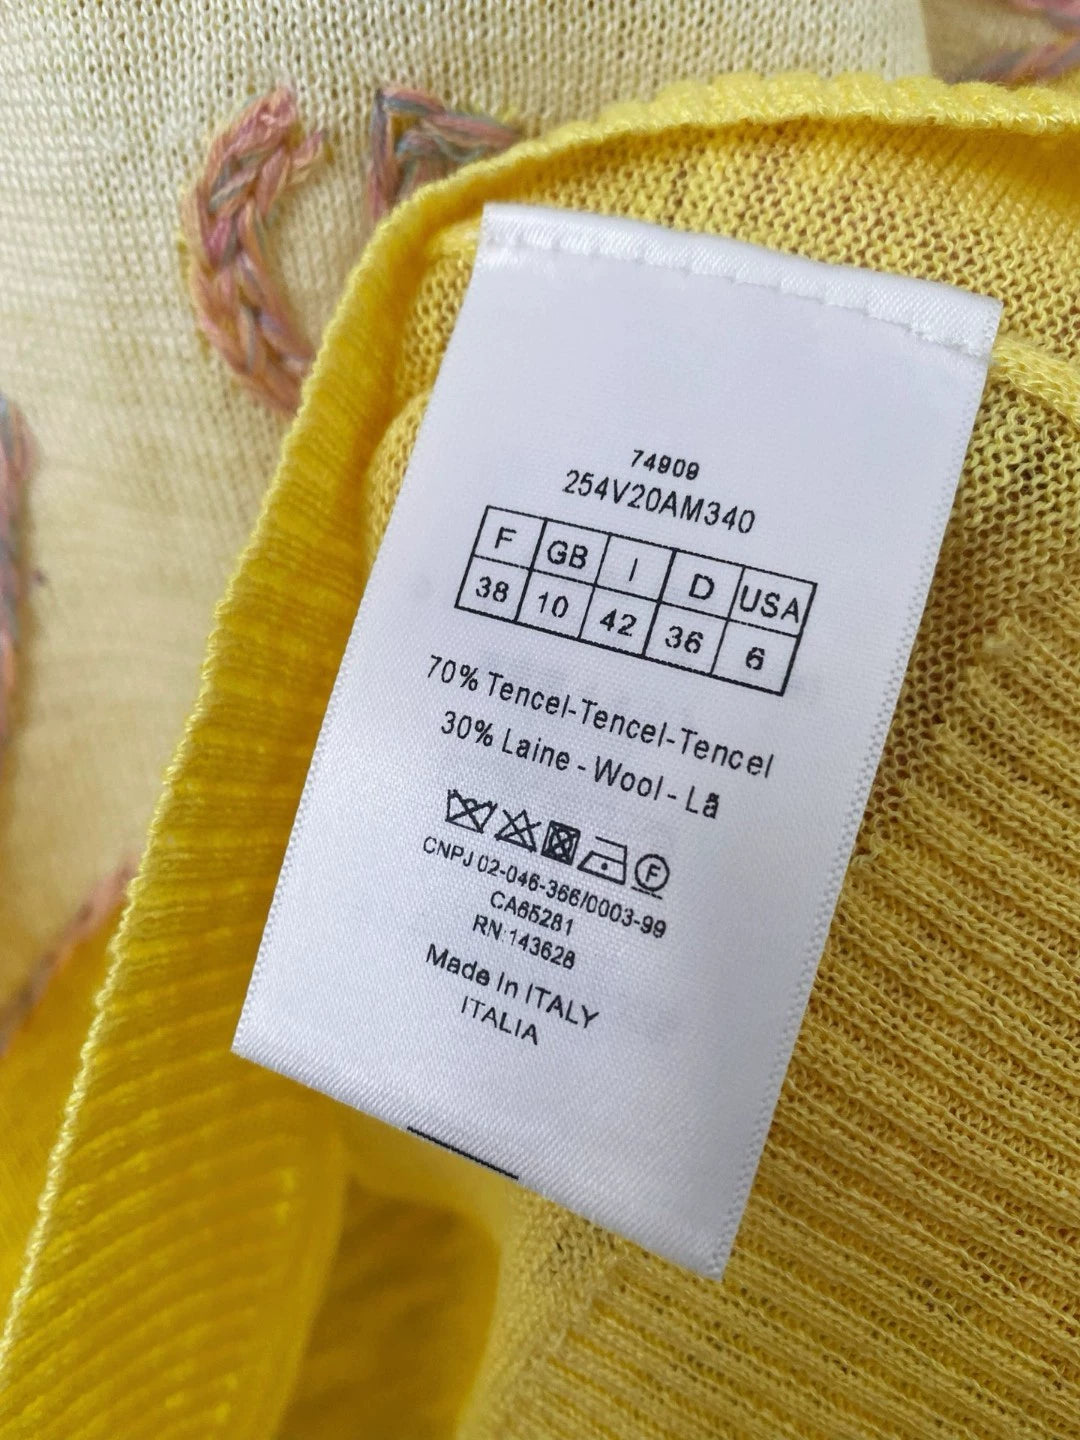 74909
254V20AM340
F GB I D USA
38 10 42 36 6
70% Tencel-Tencel-Tencel
30% Laine - Wool - Lã
F
CNPJ 02-046-366/0003-99
CA65281
RN 143628
Made In ITALY
ITALIA